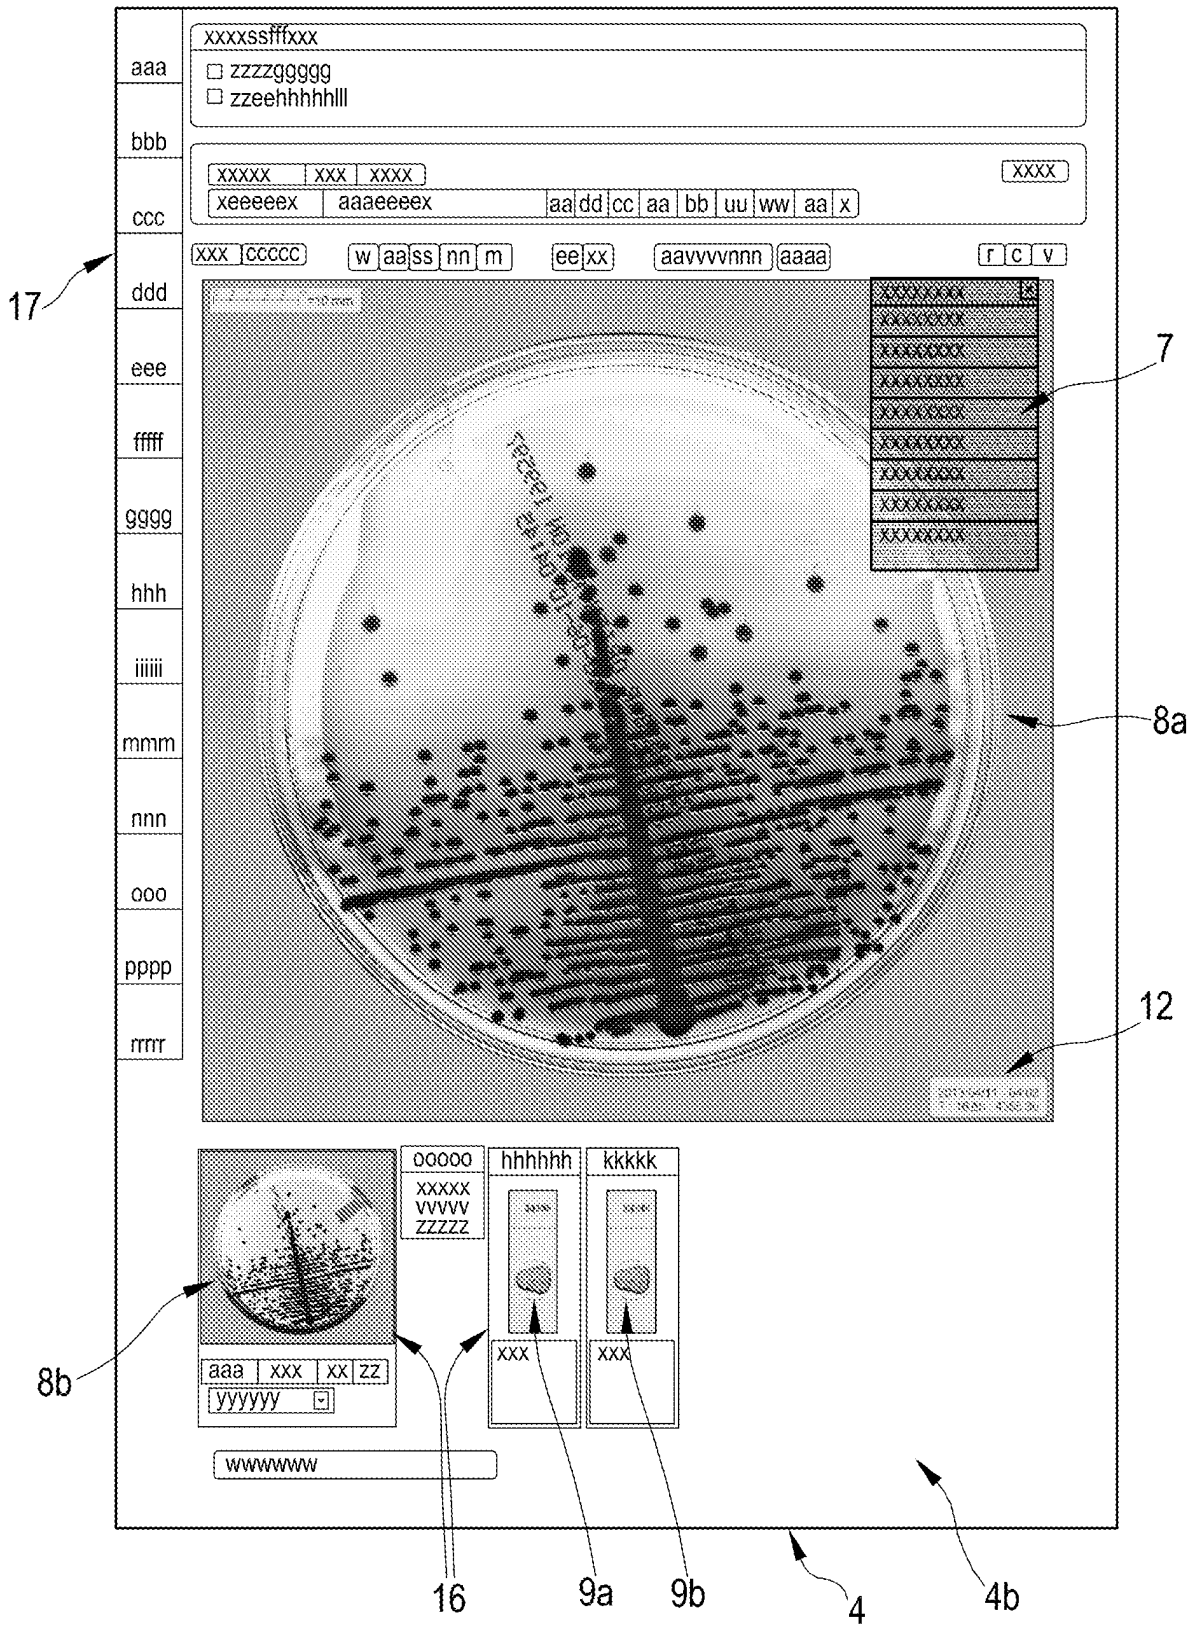 xxxxssfffxxx
zzzzggggg
zzeehhhhhlll
aaa
bbb
ccc
ddd
eee
fffff
gggg
hhh
iiiiii
mmm
nnn
ooo
pppp
rrrrr
17
xxxxx xxx xxxx xxxx
xeeeeex aaaeeeex aa dd cc aa bb uu ww aa x
xxx ccccc w aa ss nn m ee xx aavvvvnnn aaaa r c v
xxxxxxxx x
xxxxxxxx
xxxxxxxx
xxxxxxxx
xxxxxxxx
xxxxxxxx
xxxxxxxx
xxxxxxxx
xxxxxxxx
7
8a
12
ooooo
xxxxx
vvvvv
zzzzz
hhhhhh
kkkkk
xxx
xxx
8b
aaa xxx xx zz
yyyyyy
wwwwww
16
9a
9b
4
4b